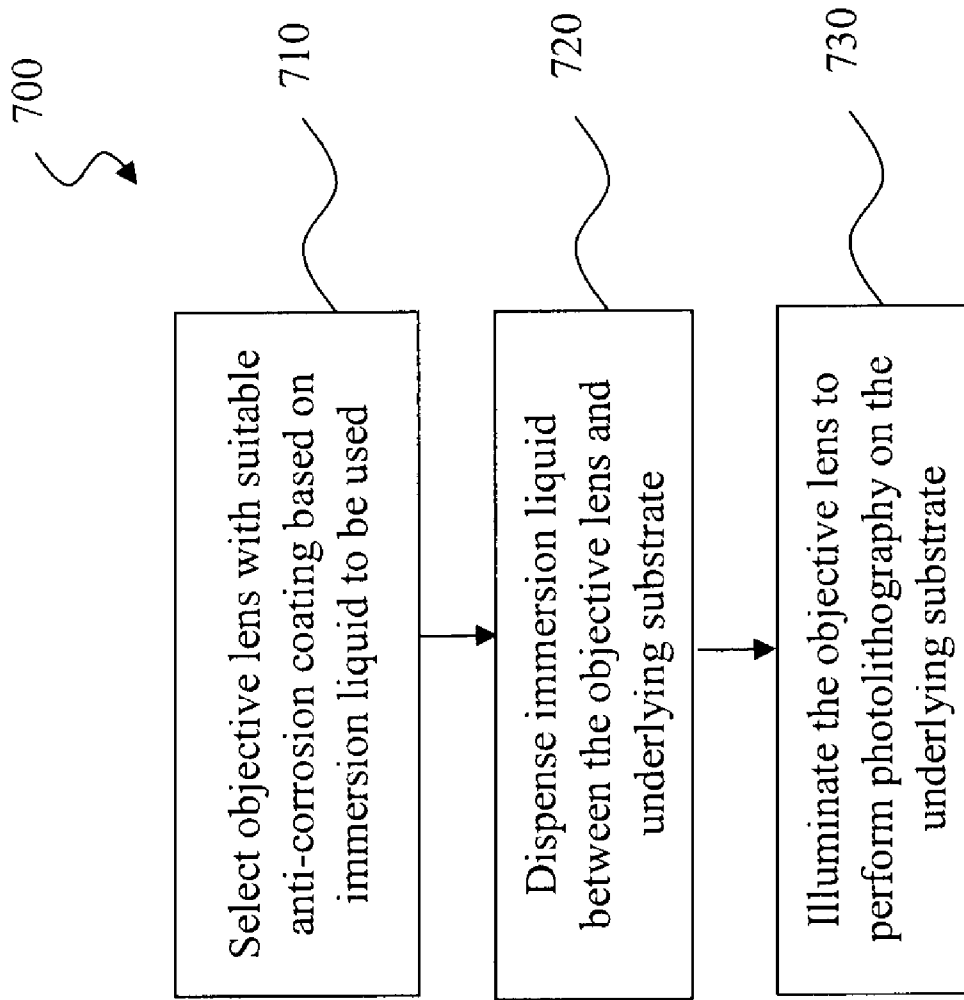 700
Select objective lens with suitable
anti-corrosion coating based on
immersion liquid to be used
710
Dispense immersion liquid
between the objective lens and
underlying substrate
720
Illuminate the objective lens to
perform photolithography on the
underlying substrate
730